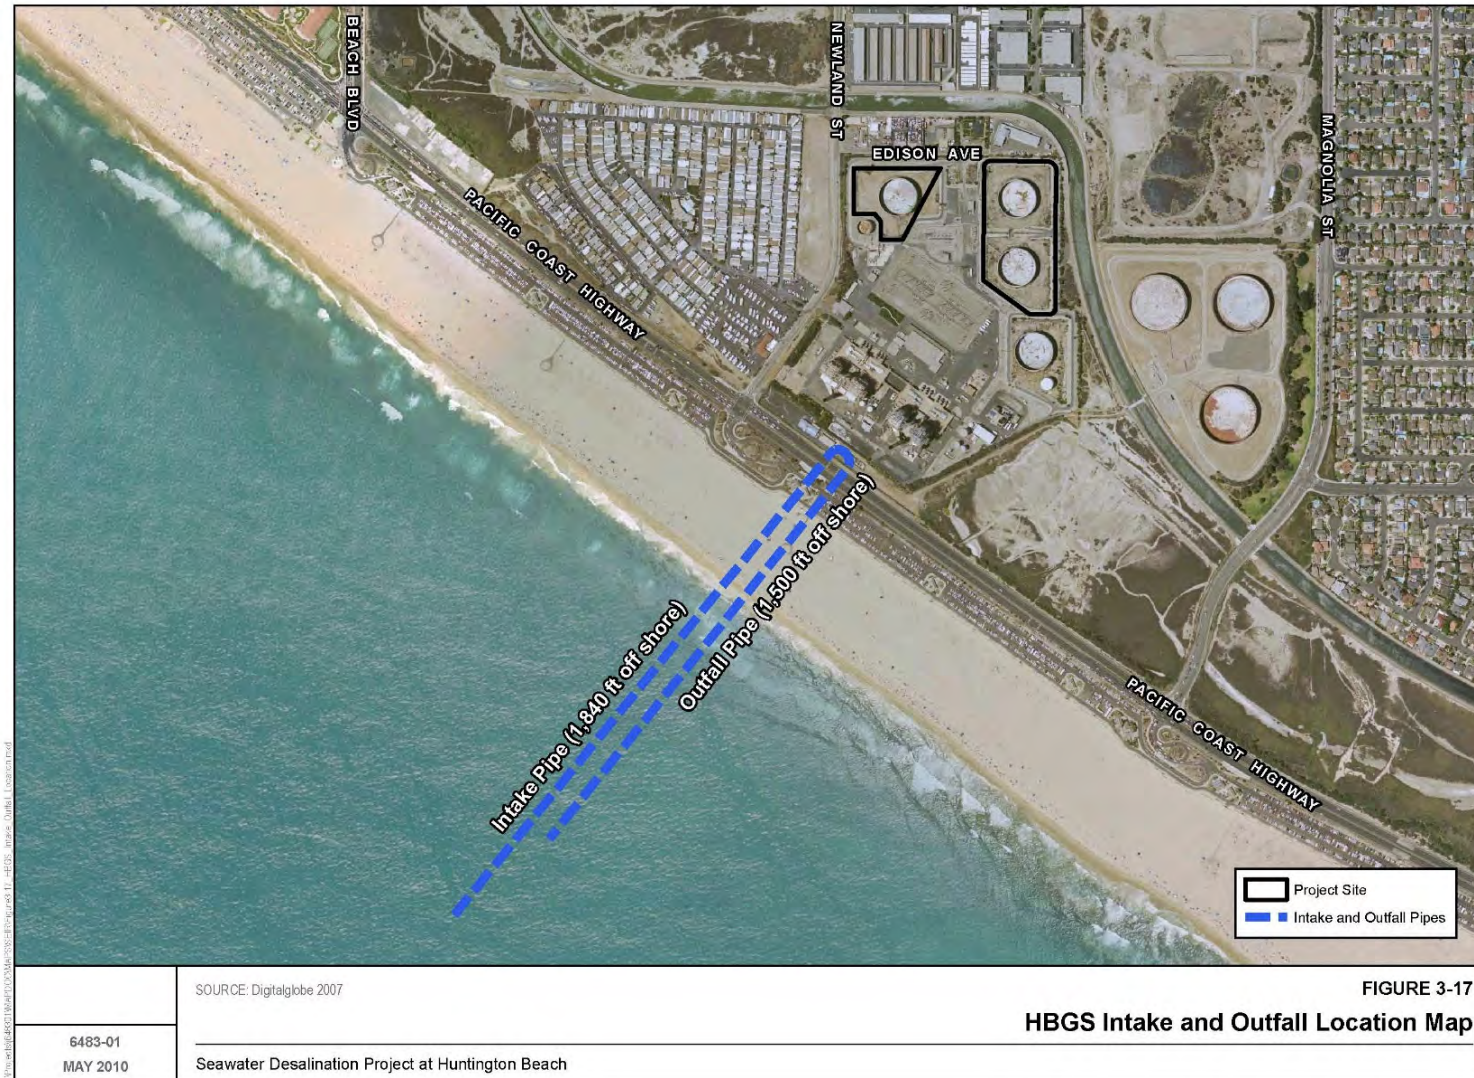 BEACH BLVD
NEWLAND ST
MAGNOLIA ST
EDISON AVE
PACIFIC COAST HIGHWAY
Intake Pipe (1,840 ft off shore)
Outfall Pipe (1,500 ft off shore)
PACIFIC COAST HIGHWAY
Project Site
Intake and Outfall Pipes
SOURCE: Digitalglobe 2007
FIGURE 3-17
HBGS Intake and Outfall Location Map
6483-01
MAY 2010
Seawater Desalination Project at Huntington Beach